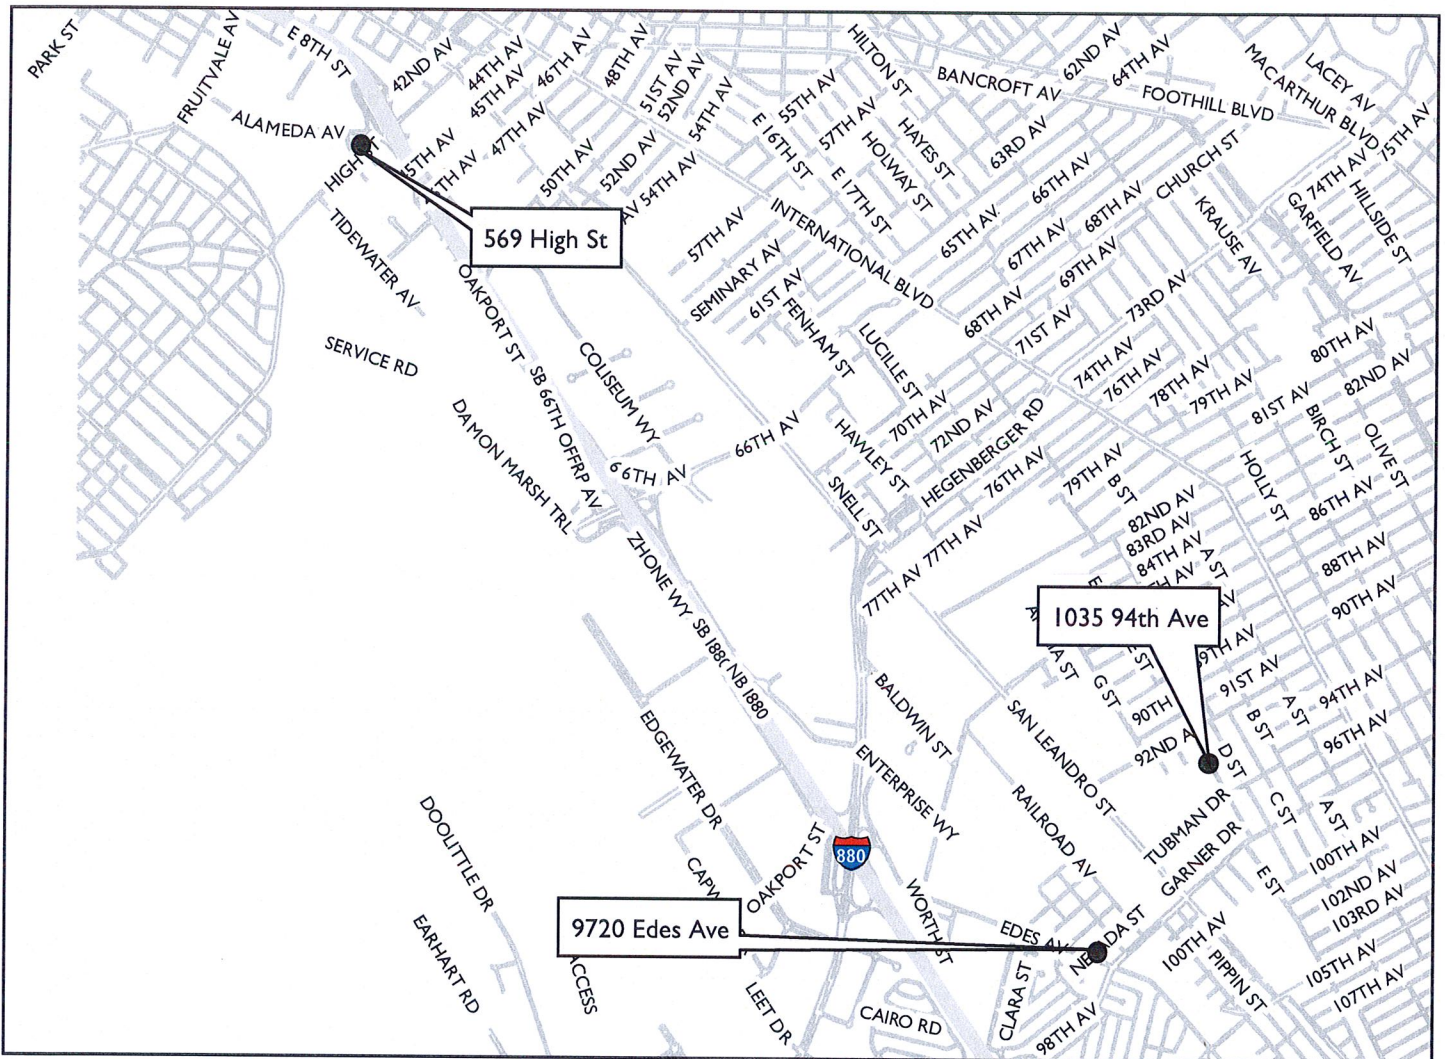 PARK ST
FRUITVALE AV
E 8TH ST
42ND AV
44TH AV
45TH AV
46TH AV
47TH AV
48TH AV
51ST AV
52ND AV
54TH AV
HILTON ST
55TH AV
57TH AV
E 16TH ST
HAYES ST
HOLWAY ST
E 17TH ST
BANCROFT AV
62ND AV
64TH AV
FOOTHILL BLVD
MAC ARTHUR BLVD
LACEY AV
75TH AV
ALAMEDA AV
HIGH
50TH AV
52ND AV
54TH AV
63RD AV
66TH AV
65TH AV
67TH AV
68TH AV
69TH AV
CHURCH ST
KRAUSE AV
74TH AV
GARFIELD AV
HILLSIDE ST
569 High St
TIDEWATER AV
OAKPORT ST
57TH AV
SEMINARY AV
61ST AV
INTERNATIONAL BLVD
FENHAM ST
LUCILLE ST
68TH AV
71ST AV
73RD AV
74TH AV
76TH AV
78TH AV
79TH AV
80TH AV
82ND AV
81ST AV
SERVICE RD
COLISEUM WY
SB 66TH OFFRP AV
DAMON MARSH TRL
66TH AV
66TH AV
70TH AV
72ND AV
HAWLEY ST
HEGENBERGER RD
76TH AV
SNELL ST
77TH AV
77TH AV
79TH AV
B ST
BIRCH ST
OLIVE ST
HOLLY ST
86TH AV
82ND AV
83RD AV
84TH AV
A ST
88TH AV
90TH AV
ZHONE WY
SB I880
NB I880
1035 94th Ave
G ST
90TH
91ST AV
92ND A
94TH AV
96TH AV
A ST
B ST
D ST
C ST
A ST
BALDWIN ST
SAN LEANDRO ST
EDGEWATER DR
ENTERPRISE WY
RAILROAD AV
TUBMAN DR
GARNER DR
100TH AV
102ND AV
103RD AV
E ST
DOOLITTLE DR
OAKPORT ST
880
9720 Edes Ave
WORTH ST
EDES AV
100TH AV
PIPPIN ST
105TH AV
107TH AV
EARHART RD
ACCESS
LEET DR
CAIRO RD
CLARA ST
98TH AV